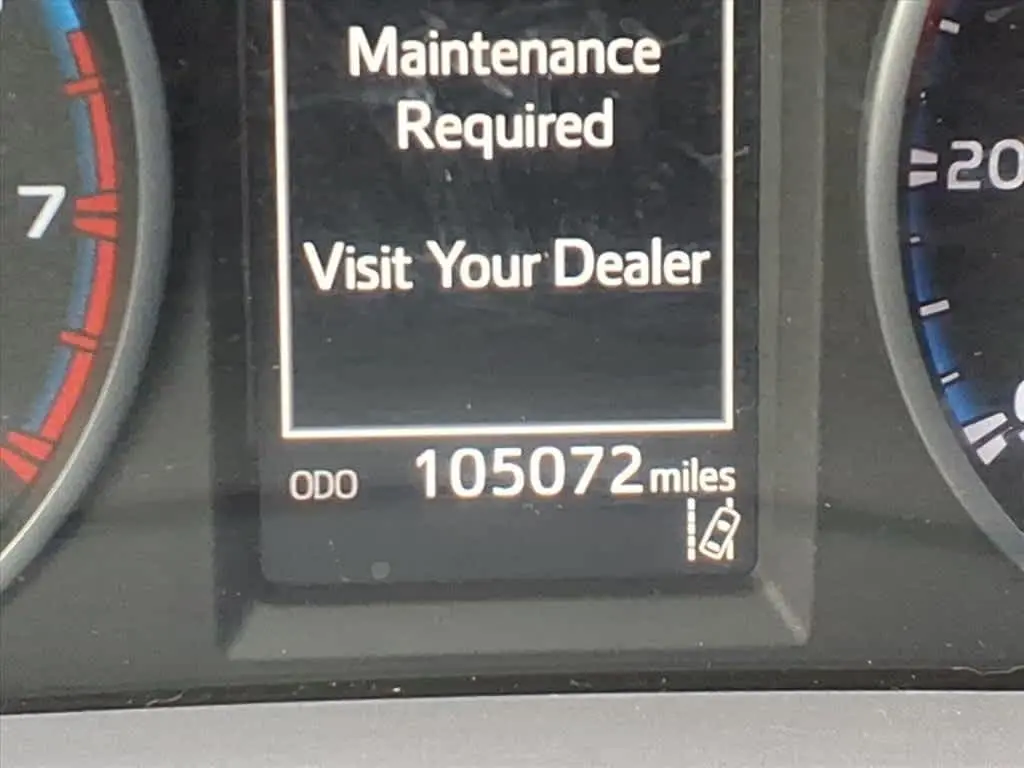 Maintenance
Required
Visit Your Dealer
ODO 105072 miles
7
20